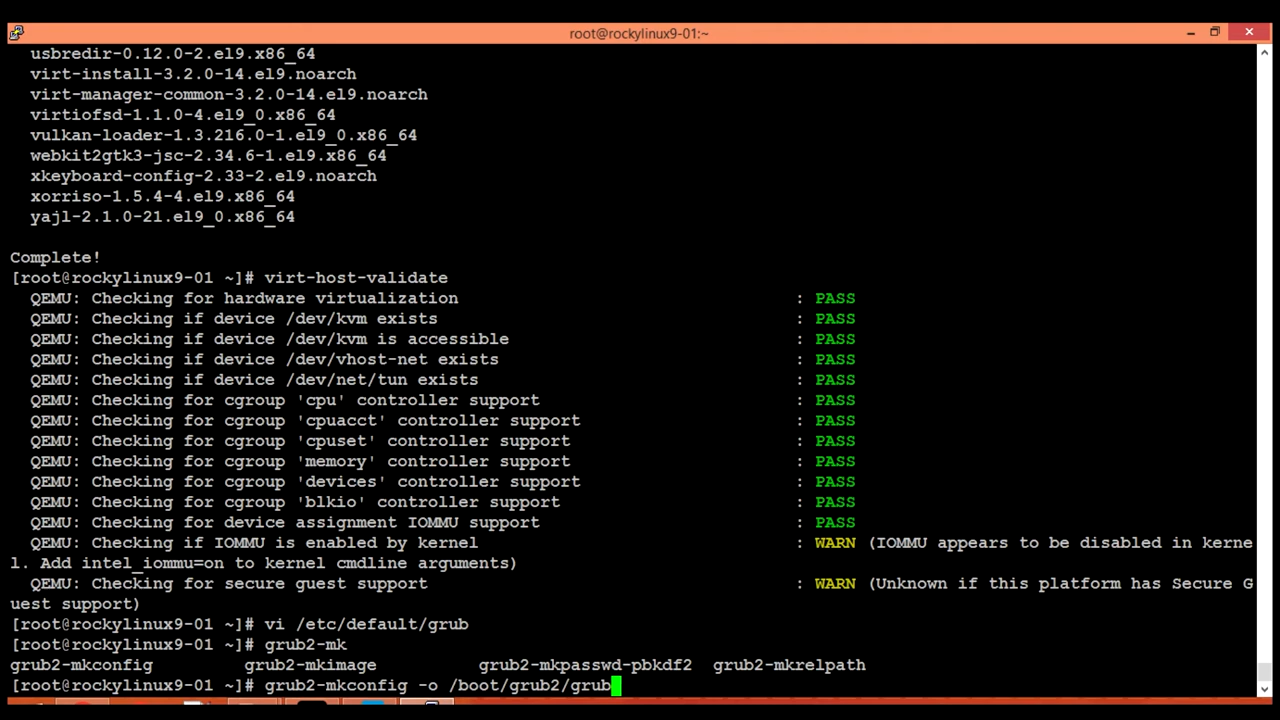 root@rockylinux9-01:~
usbredir-0.12.0-2.el9.x86_64
virt-install-3.2.0-14.el9.noarch
virt-manager-common-3.2.0-14.el9.noarch
virtiofsd-1.1.0-4.el9_0.x86_64
vulkan-loader-1.3.216.0-1.el9_0.x86_64
webkit2gtk3-jsc-2.34.6-1.el9.x86_64
xkeyboard-config-2.33-2.el9.noarch
xorriso-1.5.4-4.el9.x86_64
yajl-2.1.0-21.el9_0.x86_64
Complete!
[root@rockylinux9-01 ~]# virt-host-validate
QEMU: Checking for hardware virtualization : PASS
QEMU: Checking if device /dev/kvm exists : PASS
QEMU: Checking if device /dev/kvm is accessible : PASS
QEMU: Checking if device /dev/vhost-net exists : PASS
QEMU: Checking if device /dev/net/tun exists : PASS
QEMU: Checking for cgroup 'cpu' controller support : PASS
QEMU: Checking for cgroup 'cpuacct' controller support : PASS
QEMU: Checking for cgroup 'cpuset' controller support : PASS
QEMU: Checking for cgroup 'memory' controller support : PASS
QEMU: Checking for cgroup 'devices' controller support : PASS
QEMU: Checking for cgroup 'blkio' controller support : PASS
QEMU: Checking for device assignment IOMMU support : PASS
QEMU: Checking if IOMMU is enabled by kernel : WARN (IOMMU appears to be disabled in kerne
l. Add intel_iommu=on to kernel cmdline arguments)
QEMU: Checking for secure guest support : WARN (Unknown if this platform has Secure G
uest support)
[root@rockylinux9-01 ~]# vi /etc/default/grub
[root@rockylinux9-01 ~]# grub2-mk
grub2-mkconfig grub2-mkimage grub2-mkpasswd-pbkdf2 grub2-mkrelpath
[root@rockylinux9-01 ~]# grub2-mkconfig -o /boot/grub2/grub